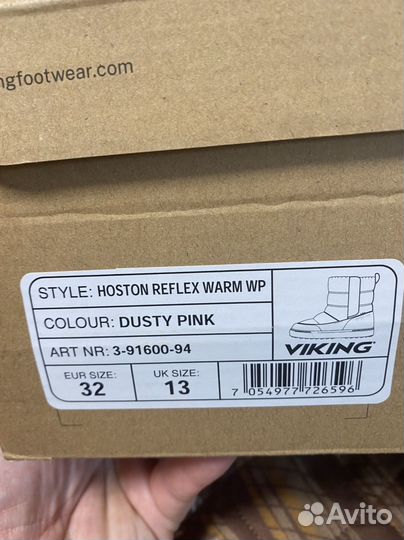 ngfootwear.com
STYLE: HOSTON REFLEX WARM WP
COLOUR: DUSTY PINK
ART NR: 3-91600-94
VIKING
EUR SIZE: 32
UK SIZE: 13
7 054977 726596
Avito